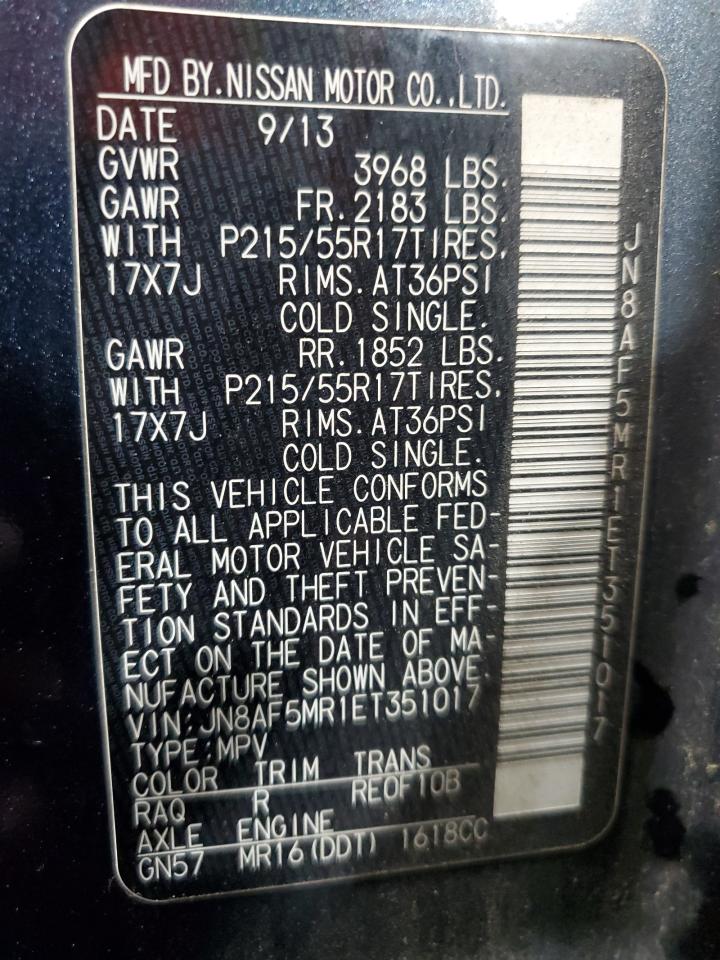 MFD BY.NISSAN MOTOR CO.,LTD.
DATE 9/13
GVWR 3968 LBS.
GAWR FR.2183 LBS.
WITH P215/55R17TIRES,
17X7J RIMS.AT36PSI
COLD SINGLE.
GAWR RR.1852 LBS.
WITH P215/55R17TIRES,
17X7J RIMS.AT36PSI
COLD SINGLE.
THIS VEHICLE CONFORMS
TO ALL APPLICABLE FED-
ERAL MOTOR VEHICLE SA-
FETY AND THEFT PREVEN-
TION STANDARDS IN EFF-
ECT ON THE DATE OF MA-
NUFACTURE SHOWN ABOVE.
VIN:JN8AF5MR1ET351017
TYPE:MPV
COLOR TRIM TRANS
RAQ R RE0F10B
AXLE ENGINE
GN57 MR16(DDT) 1618CC
JN8AF5MR1ET351017